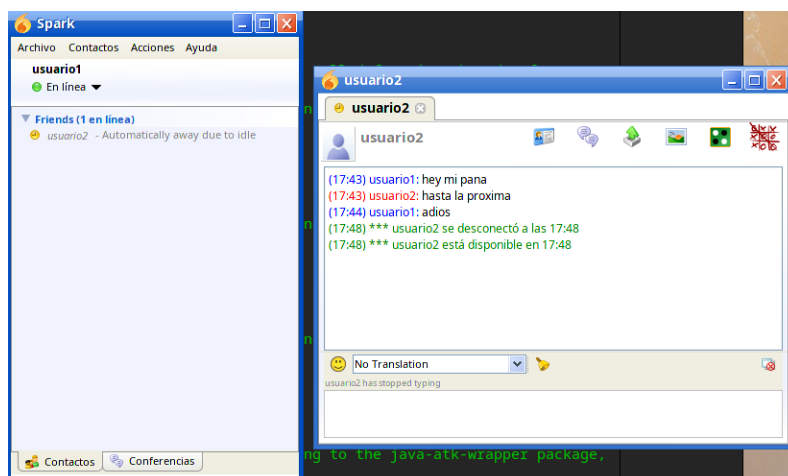 Spark
Archivo Contactos Acciones Ayuda
usuario1
En línea
Friends (1 en línea)
usuario2 - Automatically away due to idle
Contactos Conferencias
usuario2
usuario2
usuario2
(17:43) usuario1: hey mi pana
(17:43) usuario2: hasta la proxima
(17:44) usuario1: adios
(17:48) *** usuario2 se desconectó a las 17:48
(17:48) *** usuario2 está disponible en 17:48
No Translation
usuario2 has stopped typing
ng to the java-atk-wrapper package,